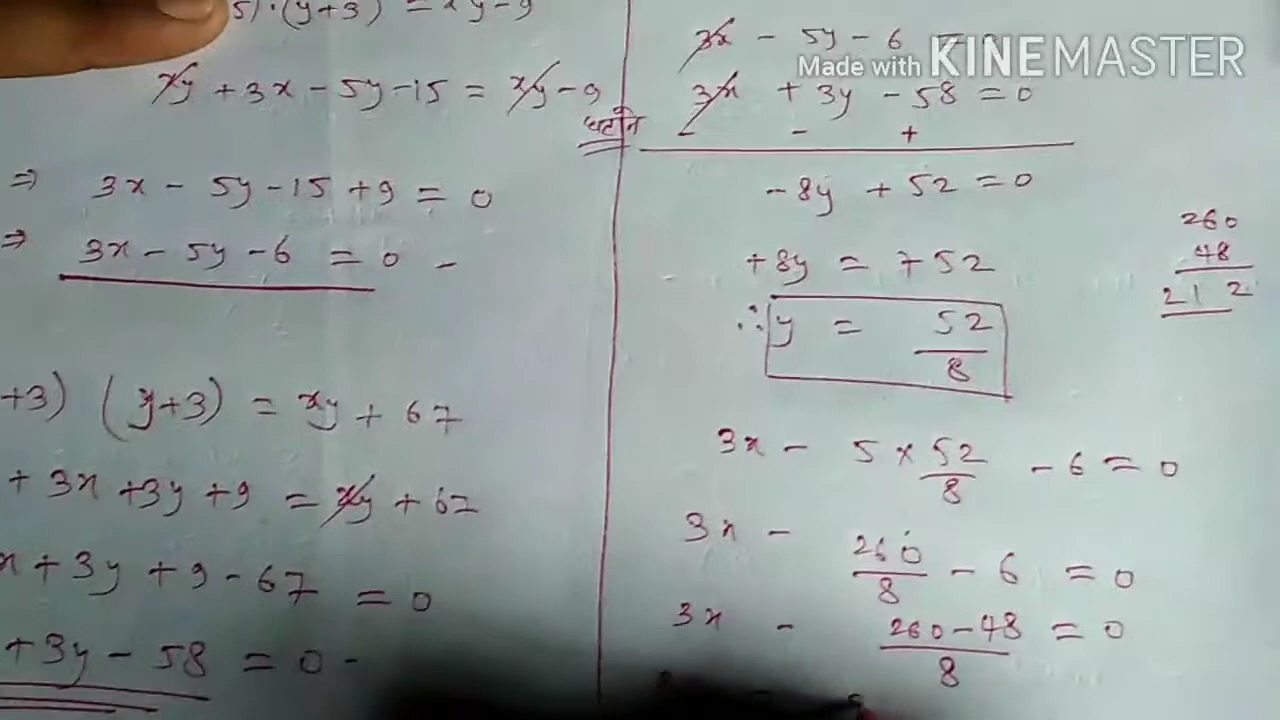 5) · (y+3) = xy-9
xy + 3x - 5y - 15 = xy - 9
⇒ 3x - 5y - 15 + 9 = 0
⇒ 3x - 5y - 6 = 0 -
+3) (y+3) = xy + 67
+ 3x + 3y + 9 = xy + 67
x + 3y + 9 - 67 = 0
+ 3y - 58 = 0 -
3x - 5y - 6 = 0
Made with KINEMASTER
घटाने
3x + 3y - 58 = 0
- - +
-8y + 52 = 0
+8y = +52
∴ y = 52/8
3x - 5 × 52/8 - 6 = 0
3x - 260/8 - 6 = 0
3x - 260-48/8 = 0
260
48
212